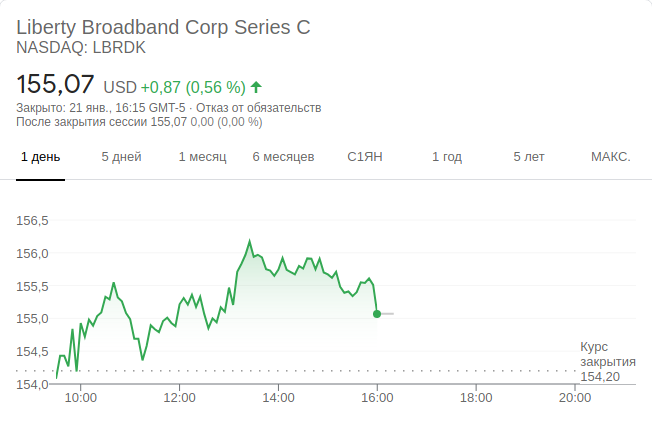 Liberty Broadband Corp Series C
NASDAQ: LBRDK
155,07 USD +0,87 (0,56 %)
Закрыто: 21 янв., 16:15 GMT-5 · Отказ от обязательств
После закрытия сессии 155,07 0,00 (0,00 %)
1 день 5 дней 1 месяц 6 месяцев С1ЯН 1 год 5 лет МАКС.
156,5
156,0
155,5
155,0
154,5
154,0
Курс
закрытия
154,20
10:00 12:00 14:00 16:00 18:00 20:00